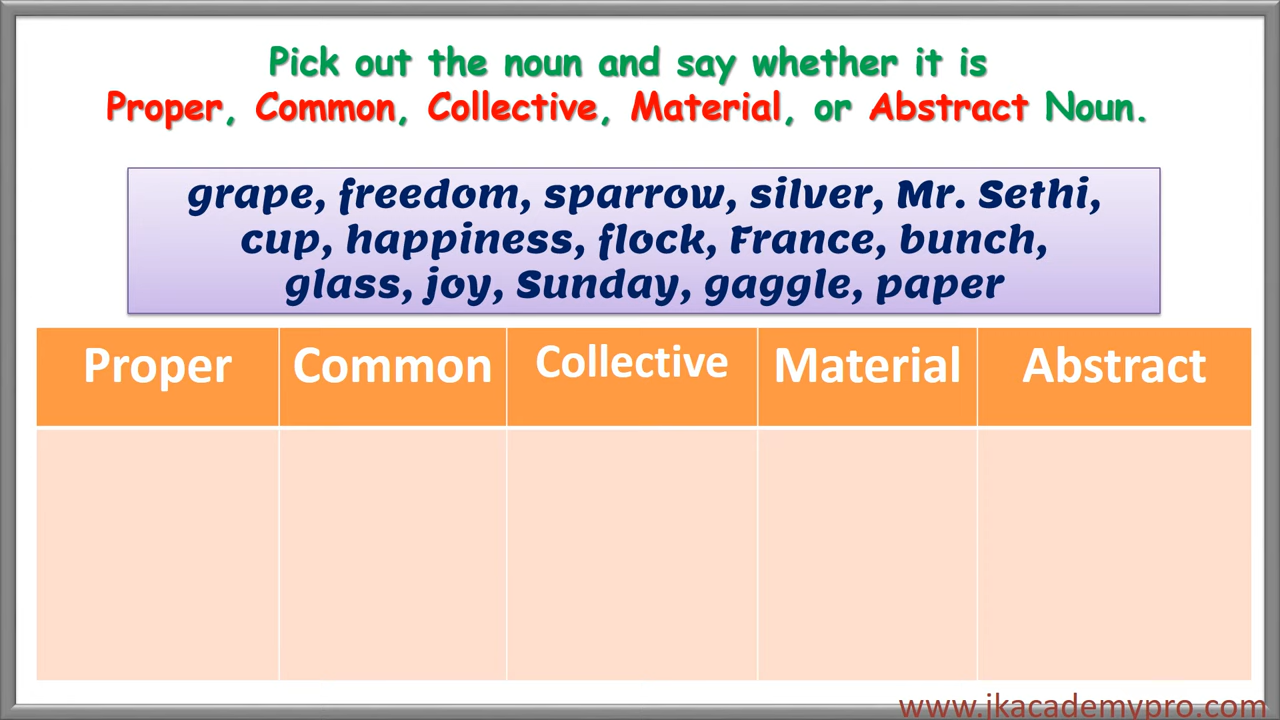 Pick out the noun and say whether it is
Proper, Common, Collective, Material, or Abstract Noun.
grape, freedom, sparrow, silver, Mr. Sethi,
cup, happiness, flock, France, bunch,
glass, joy, Sunday, gaggle, paper
Proper Common Collective Material Abstract
www.jkacademypro.com